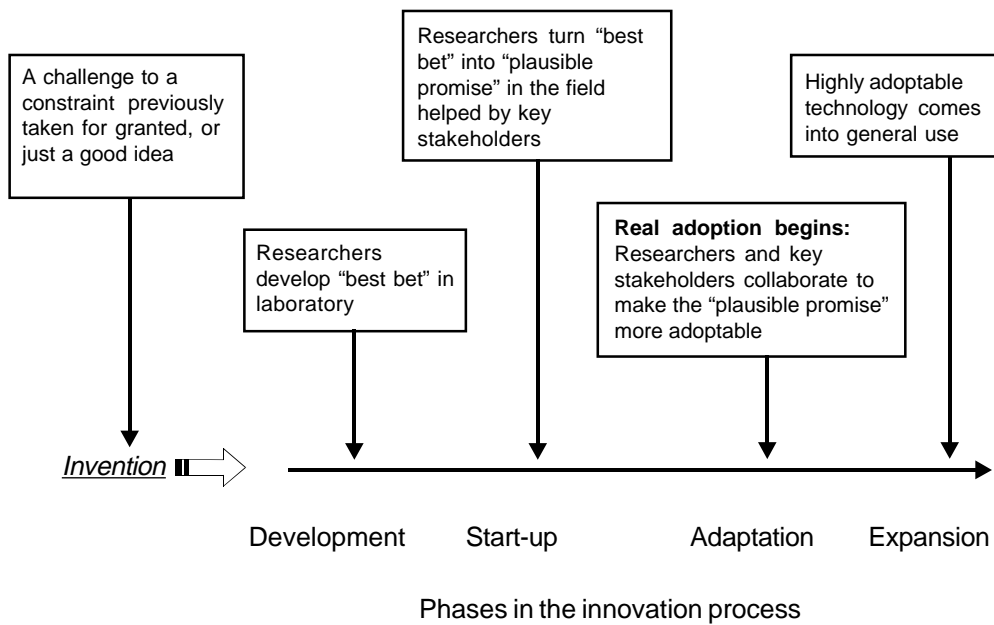 A challenge to a
constraint previously
taken for granted, or
just a good idea
Researchers
develop “best bet” in
laboratory
Researchers turn “best
bet” into “plausible
promise” in the field
helped by key
stakeholders
Real adoption begins:
Researchers and key
stakeholders collaborate to
make the “plausible promise”
more adoptable
Highly adoptable
technology comes
into general use
Invention
Development
Start-up
Adaptation
Expansion
Phases in the innovation process